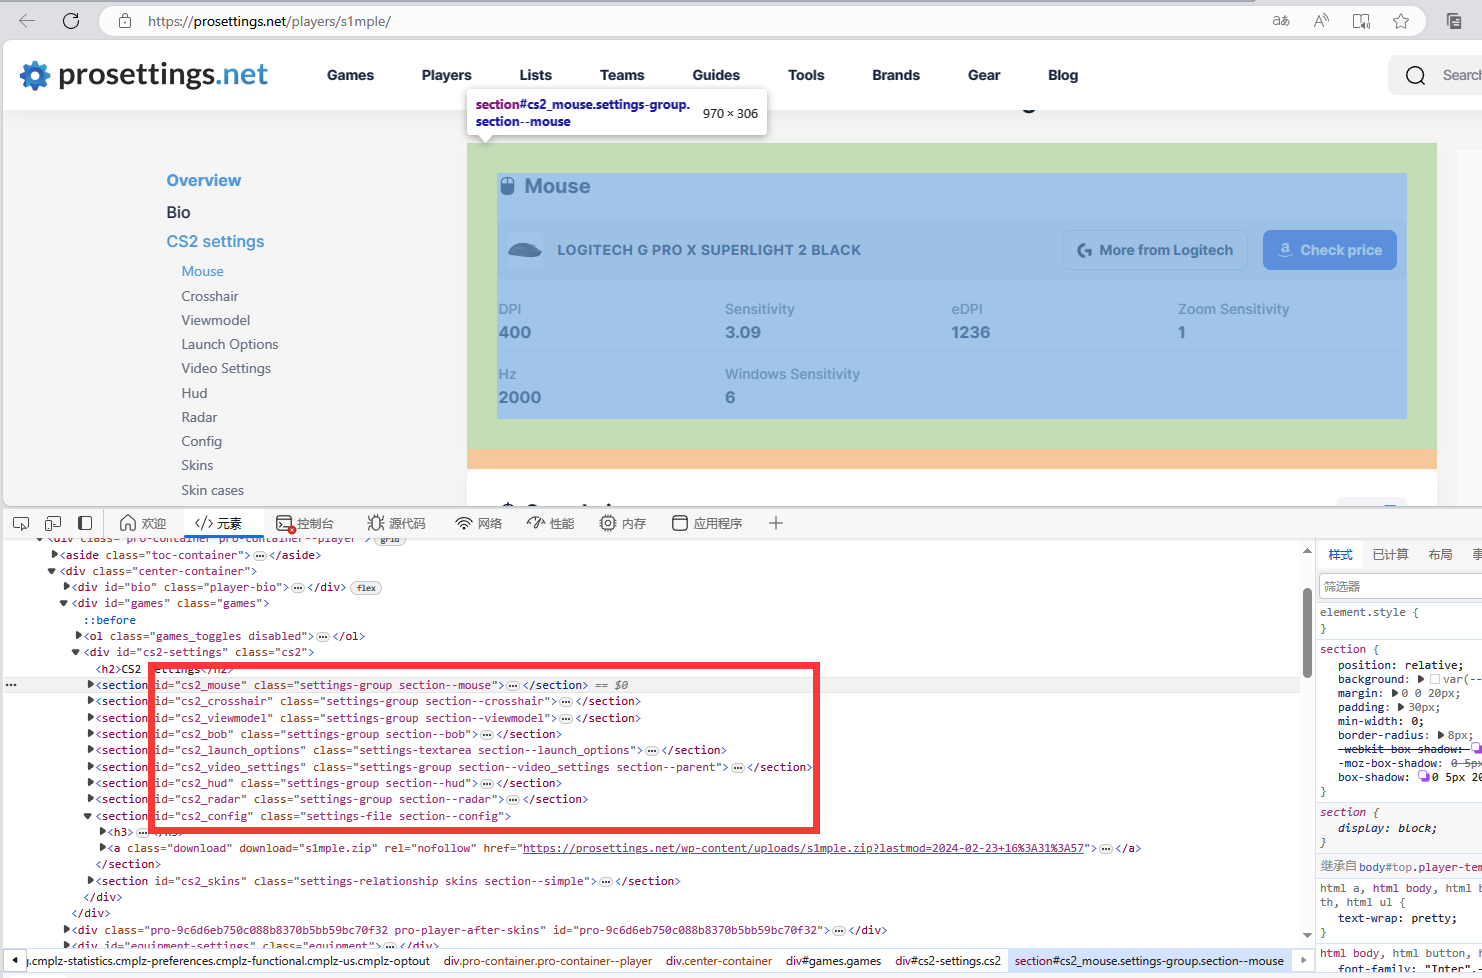 https://prosettings.net/players/s1mple/
aあ
prosettings.net
Games Players Lists Teams Guides Tools Brands Gear Blog
section#cs2_mouse.settings-group.
section--mouse
970 × 306
Overview
Bio
CS2 settings
Mouse
Crosshair
Viewmodel
Launch Options
Video Settings
Hud
Radar
Config
Skins
Skin cases
Mouse
LOGITECH G PRO X SUPERLIGHT 2 BLACK
More from Logitech
Check price
DPI Sensitivity eDPI Zoom Sensitivity
400 3.09 1236 1
Hz Windows Sensitivity
2000 6
欢迎 </> 元素 控制台 源代码 网络 性能 内存 应用程序
<div class="pro-container pro-container--player"> grid
<aside class="toc-container">…</aside>
<div class="center-container">
<div id="bio" class="player-bio">…</div> flex
<div id="games" class="games">
::before
<ol class="games_toggles disabled">…</ol>
<div id="cs2-settings" class="cs2">
<h2>CS2 settings</h2>
<section id="cs2_mouse" class="settings-group section--mouse">…</section> == $0
<section id="cs2_crosshair" class="settings-group section--crosshair">…</section>
<section id="cs2_viewmodel" class="settings-group section--viewmodel">…</section>
<section id="cs2_bob" class="settings-group section--bob">…</section>
<section id="cs2_launch_options" class="settings-textarea section--launch_options">…</section>
<section id="cs2_video_settings" class="settings-group section--video_settings section--parent">…</section>
<section id="cs2_hud" class="settings-group section--hud">…</section>
<section id="cs2_radar" class="settings-group section--radar">…</section>
<section id="cs2_config" class="settings-file section--config">
<h3>…</h3>
<a class="download" download="s1mple.zip" rel="nofollow" href="https://prosettings.net/wp-content/uploads/s1mple.zip?lastmod=2024-02-23+16%3A31%3A57">…</a>
</section>
<section id="cs2_skins" class="settings-relationship skins section--simple">…</section>
</div>
</div>
<div class="pro-9c6d6eb750c088b8370b5bb59bc70f32 pro-player-after-skins" id="pro-9c6d6eb750c088b8370b5bb59bc70f32">…</div>
<div id="equipment-settings" class="equipment">…</div>
.cmplz-statistics.cmplz-preferences.cmplz-functional.cmplz-us.cmplz-optout div.pro-container.pro-container--player div.center-container div#games.games div#cs2-settings.cs2 section#cs2_mouse.settings-group.section--mouse
样式 已计算 布局
筛选器
element.style {
}
section {
position: relative;
background: var(--
margin: 0 0 20px;
padding: 30px;
min-width: 0;
border-radius: 8px;
-webkit-box-shadow:
-moz-box-shadow: 0 5px
box-shadow: 0 5px 20
}
section {
display: block;
}
继承自 body#top.player-tem
html a, html body, html b
th, html ul {
text-wrap: pretty;
}
html body, html button,
font-family: "Inter",